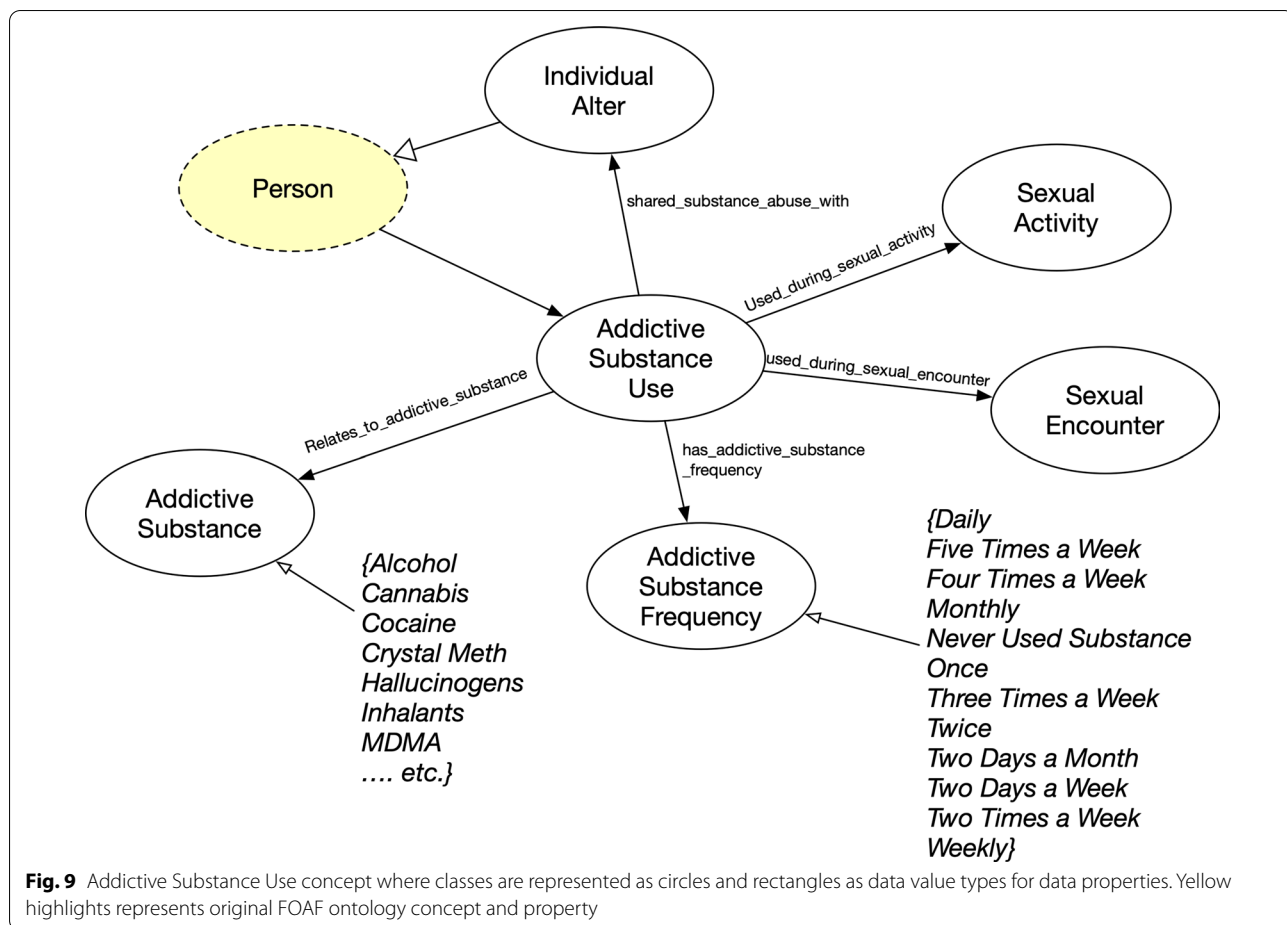 Individual
Alter
Person
shared_substance_abuse_with
Sexual
Activity
Used_during_sexual_activity
Addictive
Substance
Use
used_during_sexual_encounter
Sexual
Encounter
Relates_to_addictive_substance
has_addictive_substance
_frequency
Addictive
Substance
{Alcohol
Cannabis
Cocaine
Crystal Meth
Hallucinogens
Inhalants
MDMA
.... etc.}
Addictive
Substance
Frequency
{Daily
Five Times a Week
Four Times a Week
Monthly
Never Used Substance
Once
Three Times a Week
Twice
Two Days a Month
Two Days a Week
Two Times a Week
Weekly}
Fig. 9 Addictive Substance Use concept where classes are represented as circles and rectangles as data value types for data properties. Yellow
highlights represents original FOAF ontology concept and property